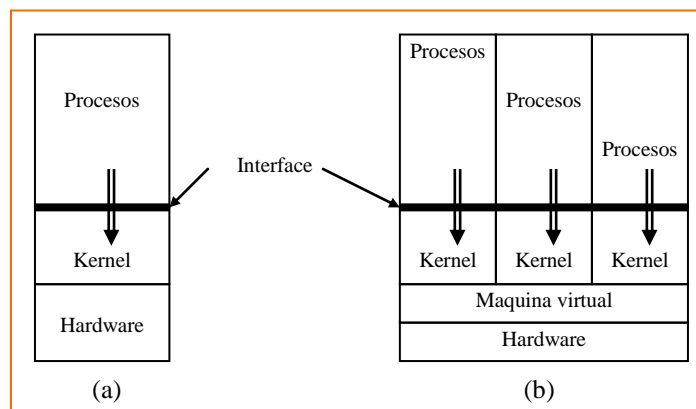 Procesos
Interface
Kernel
Hardware
(a)
Procesos
Procesos
Procesos
Kernel Kernel Kernel
Maquina virtual
Hardware
(b)